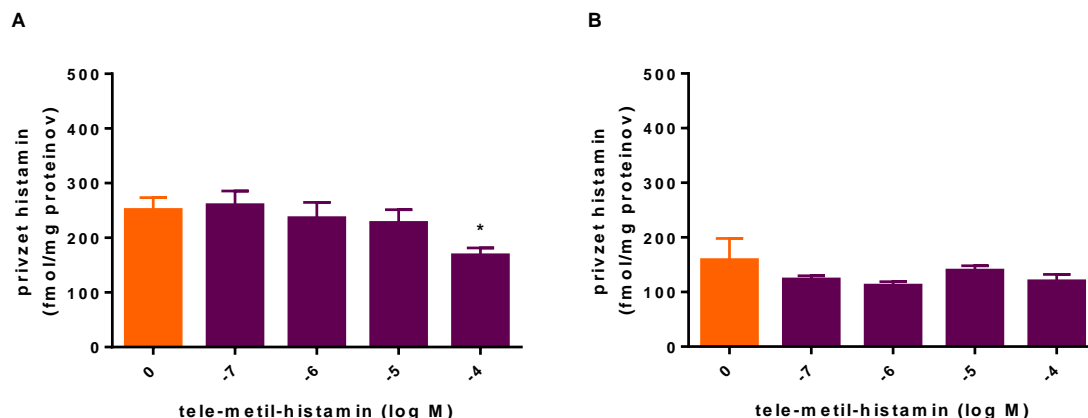 A
privzet histamin
(fmol/mg proteinov)
500
400
300
200
100
0
*
0
-7
-6
-5
-4
tele-metil-histamin (log M)
B
privzet histamin
(fmol/mg proteinov)
500
400
300
200
100
0
0
-7
-6
-5
-4
tele-metil-histamin (log M)